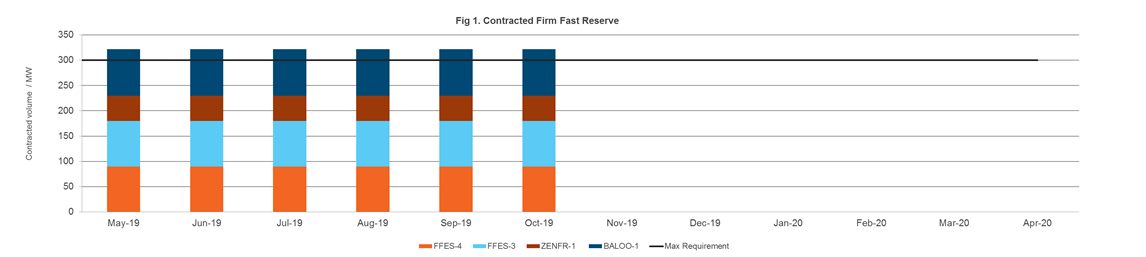 Fig 1. Contracted Firm Fast Reserve
Contracted volume / MW
350
300
250
200
150
100
50
0
May-19 Jun-19 Jul-19 Aug-19 Sep-19 Oct-19 Nov-19 Dec-19 Jan-20 Feb-20 Mar-20 Apr-20
FFES-4 FFES-3 ZENFR-1 BALOO-1 Max Requirement